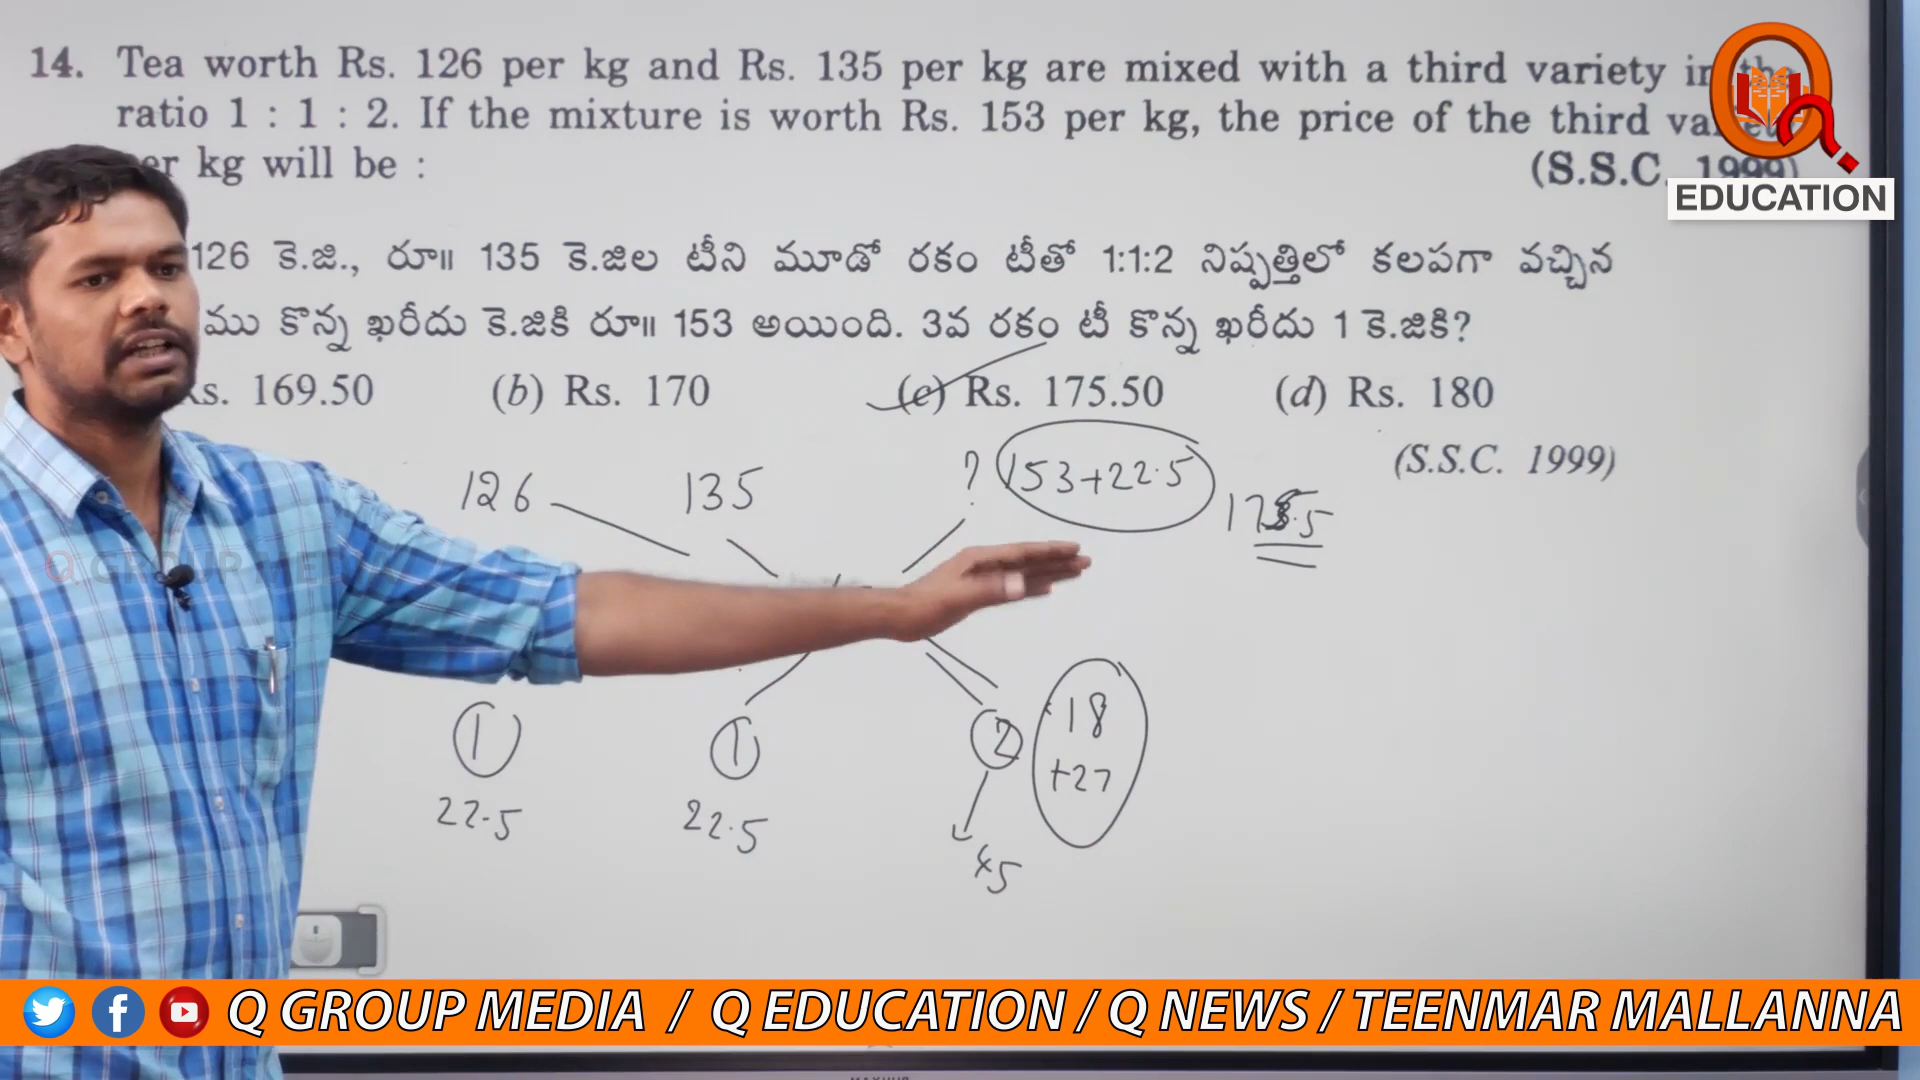 14. Tea worth Rs. 126 per kg and Rs. 135 per kg are mixed with a third variety in the
ratio 1 : 1 : 2. If the mixture is worth Rs. 153 per kg, the price of the third
er kg will be :
(S.S.C. 1999)
EDUCATION
126 కె.జి., రూ॥ 135 కె.జిల టీని మూడో రకం టీతో 1:1:2 నిష్పత్తిలో కలపగా వచ్చిన
ము కొన్న ఖరీదు కె.జికి రూ॥ 153 అయింది. 3వ రకం టీ కొన్న ఖరీదు 1 కె.జికి?
Rs. 169.50 (b) Rs. 170 (c) Rs. 175.50 (d) Rs. 180
(S.S.C. 1999)
126 135 ? 153+22.5
175.5
Q GROUP MED
1 1 2 18
+27
22.5 22.5
45
Q GROUP MEDIA / Q EDUCATION / Q NEWS / TEENMAR MALLANNA